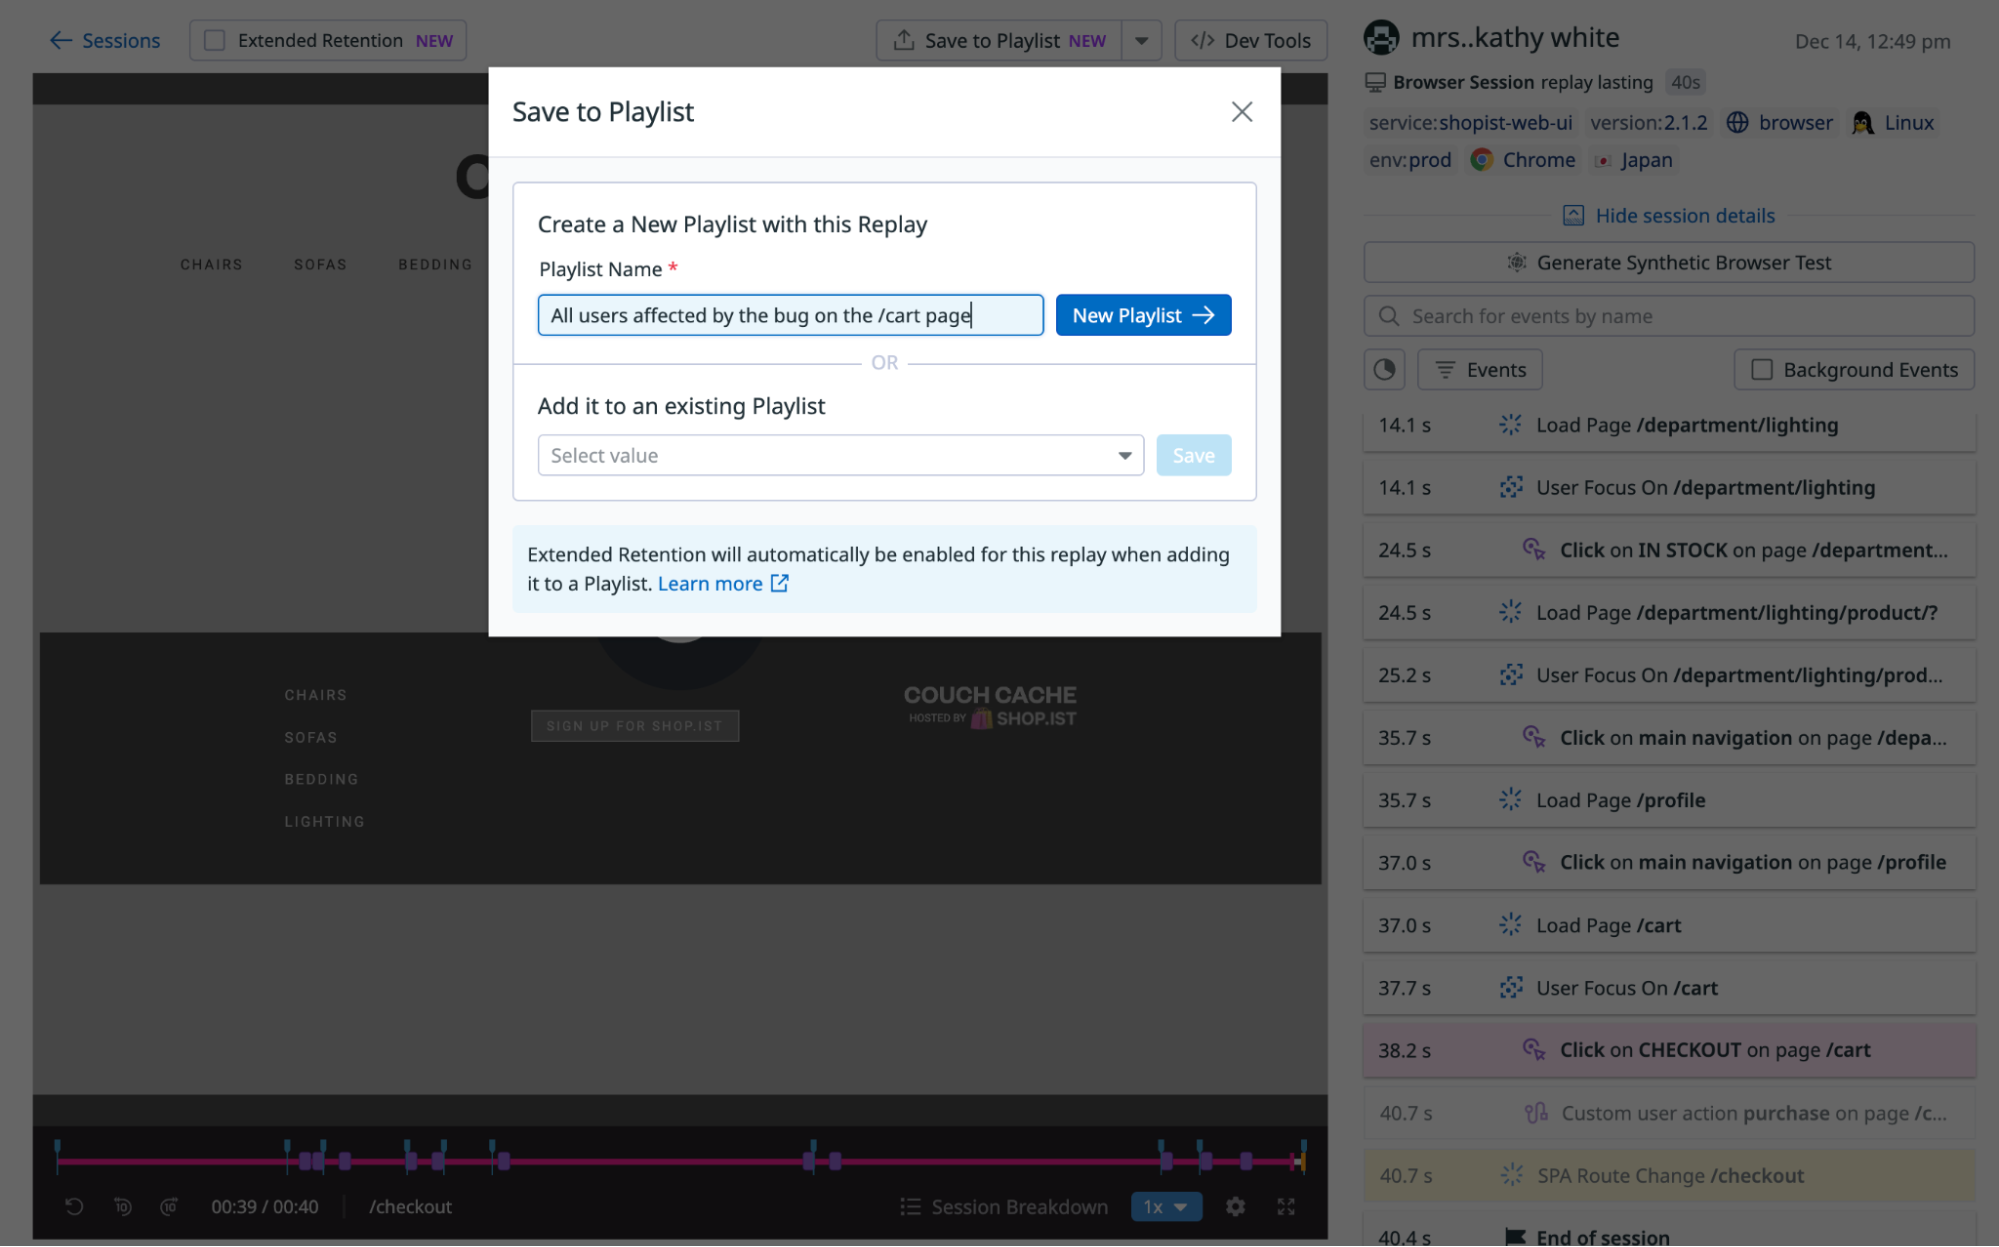 Sessions
Extended Retention NEW
Save to Playlist NEW
Dev Tools
mrs..kathy white
Dec 14, 12:49 pm
Browser Session replay lasting 40s
service:shopist-web-ui version:2.1.2 browser Linux
env:prod Chrome Japan
Hide session details
Generate Synthetic Browser Test
Search for events by name
Events
Background Events
14.1 s Load Page /department/lighting
14.1 s User Focus On /department/lighting
24.5 s Click on IN STOCK on page /department...
24.5 s Load Page /department/lighting/product/?
25.2 s User Focus On /department/lighting/prod...
35.7 s Click on main navigation on page /depa...
35.7 s Load Page /profile
37.0 s Click on main navigation on page /profile
37.0 s Load Page /cart
37.7 s User Focus On /cart
38.2 s Click on CHECKOUT on page /cart
40.7 s Custom user action purchase on page /c...
40.7 s SPA Route Change /checkout
40.4 s End of session
Save to Playlist
Create a New Playlist with this Replay
Playlist Name *
All users affected by the bug on the /cart page
New Playlist
OR
Add it to an existing Playlist
Select value
Save
Extended Retention will automatically be enabled for this replay when adding
it to a Playlist. Learn more
CHAIRS SOFAS BEDDING
CHAIRS
SOFAS
BEDDING
LIGHTING
SIGN UP FOR SHOP.IST
COUCH CACHE
HOSTED BY SHOP.IST
10
10
00:39 / 00:40
/checkout
Session Breakdown
1x